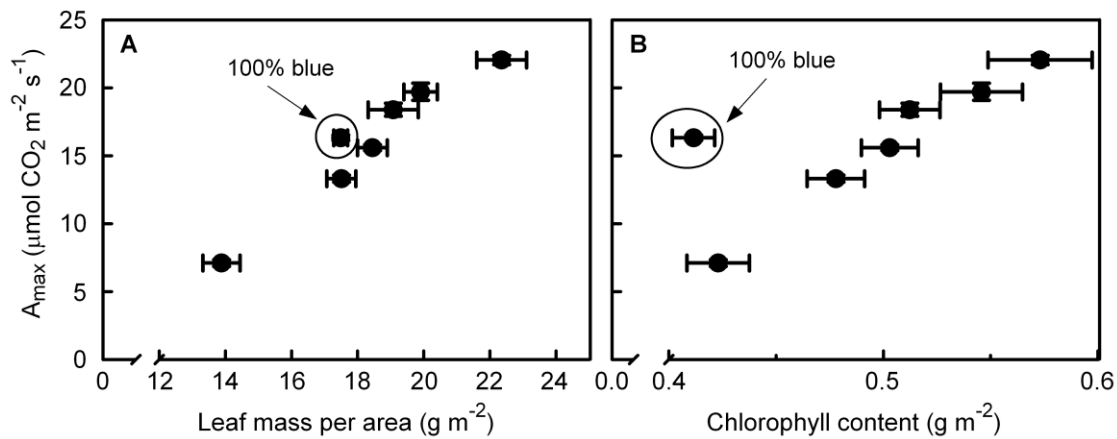 A
B
100% blue
100% blue
A_max (μmol CO₂ m⁻² s⁻¹)
25
20
15
10
5
0
0 12 14 16 18 20 22 24
0.0 0.4 0.5 0.6
Leaf mass per area (g m⁻²)
Chlorophyll content (g m⁻²)